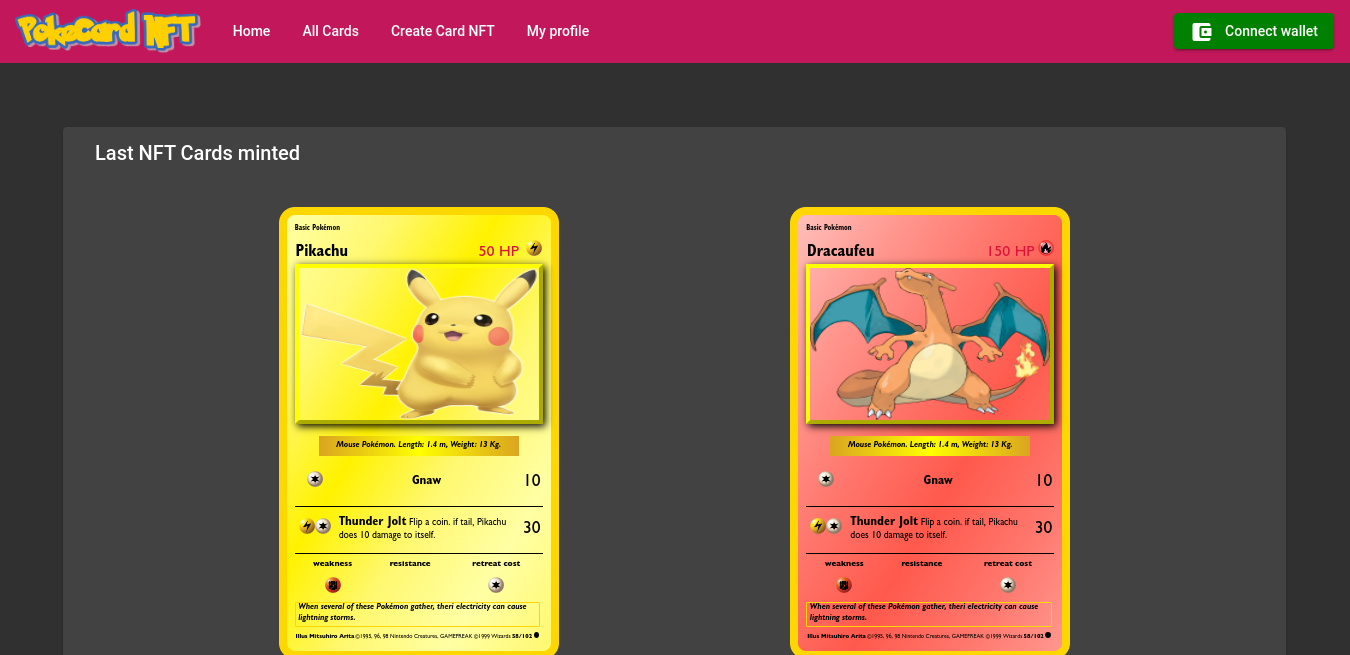 PokeCard NFT
Home
All Cards
Create Card NFT
My profile
Connect wallet
Last NFT Cards minted
Basic Pokémon
Pikachu
50 HP
Mouse Pokémon. Length: 1.4 m, Weight: 13 Kg.
Gnaw
10
Thunder Jolt Flip a coin. if tail, Pikachu
does 10 damage to itself.
30
weakness
resistance
retreat cost
When several of these Pokémon gather, theri electricity can cause
lightning storms.
Illus Mitsuhiro Arita ©1995, 96, 98 Nintendo Creatures, GAMEFREAK ©1999 Wizards 58/102
Basic Pokémon
Dracaufeu
150 HP
Mouse Pokémon. Length: 1.4 m, Weight: 13 Kg.
Gnaw
10
Thunder Jolt Flip a coin. if tail, Pikachu
does 10 damage to itself.
30
weakness
resistance
retreat cost
When several of these Pokémon gather, theri electricity can cause
lightning storms.
Illus Mitsuhiro Arita ©1995, 96, 98 Nintendo Creatures, GAMEFREAK ©1999 Wizards 58/102